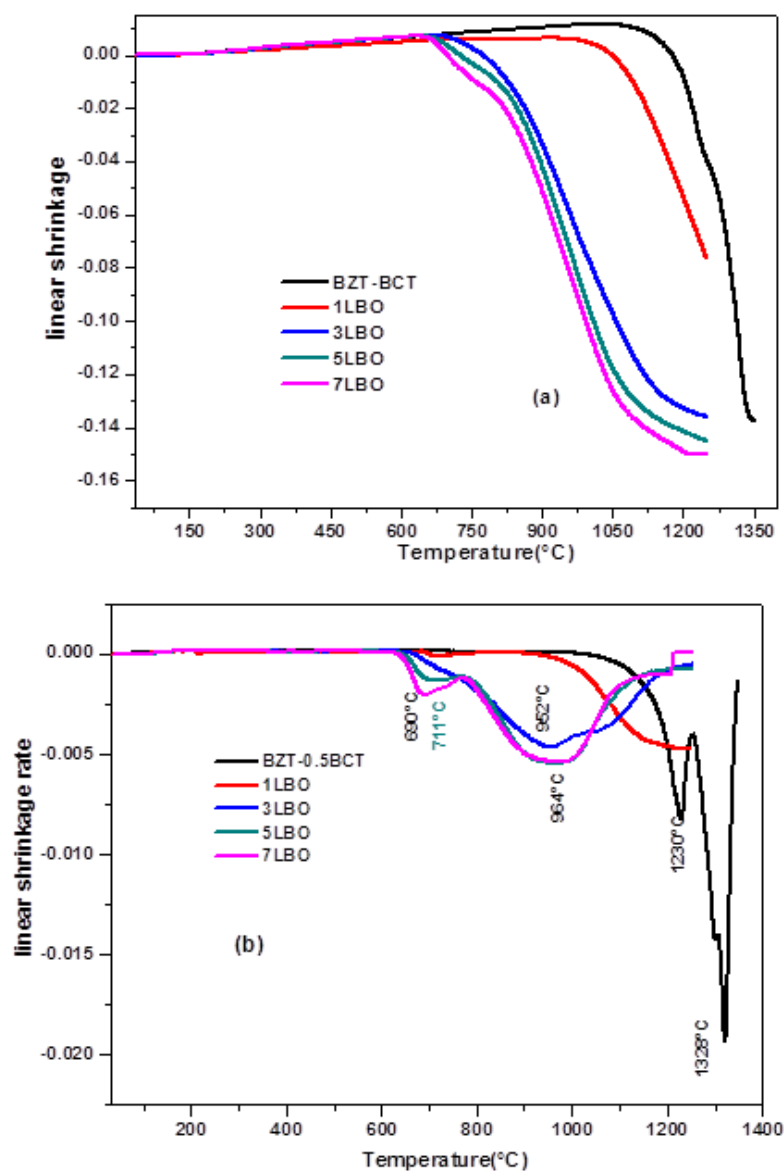 0.00
-0.02
-0.04
-0.06
-0.08
-0.10
-0.12
-0.14
-0.16
linear shrinkage
BZT-BCT
1LBO
3LBO
5LBO
7LBO
(a)
150 300 450 600 750 900 1050 1200 1350
Temperature(°C)
0.000
-0.005
-0.010
-0.015
-0.020
linear shrinkage rate
690°C
711°C
952°C
964°C
1230°C
1328°C
BZT-0.5BCT
1LBO
3LBO
5LBO
7LBO
(b)
200 400 600 800 1000 1200 1400
Temperature(°C)